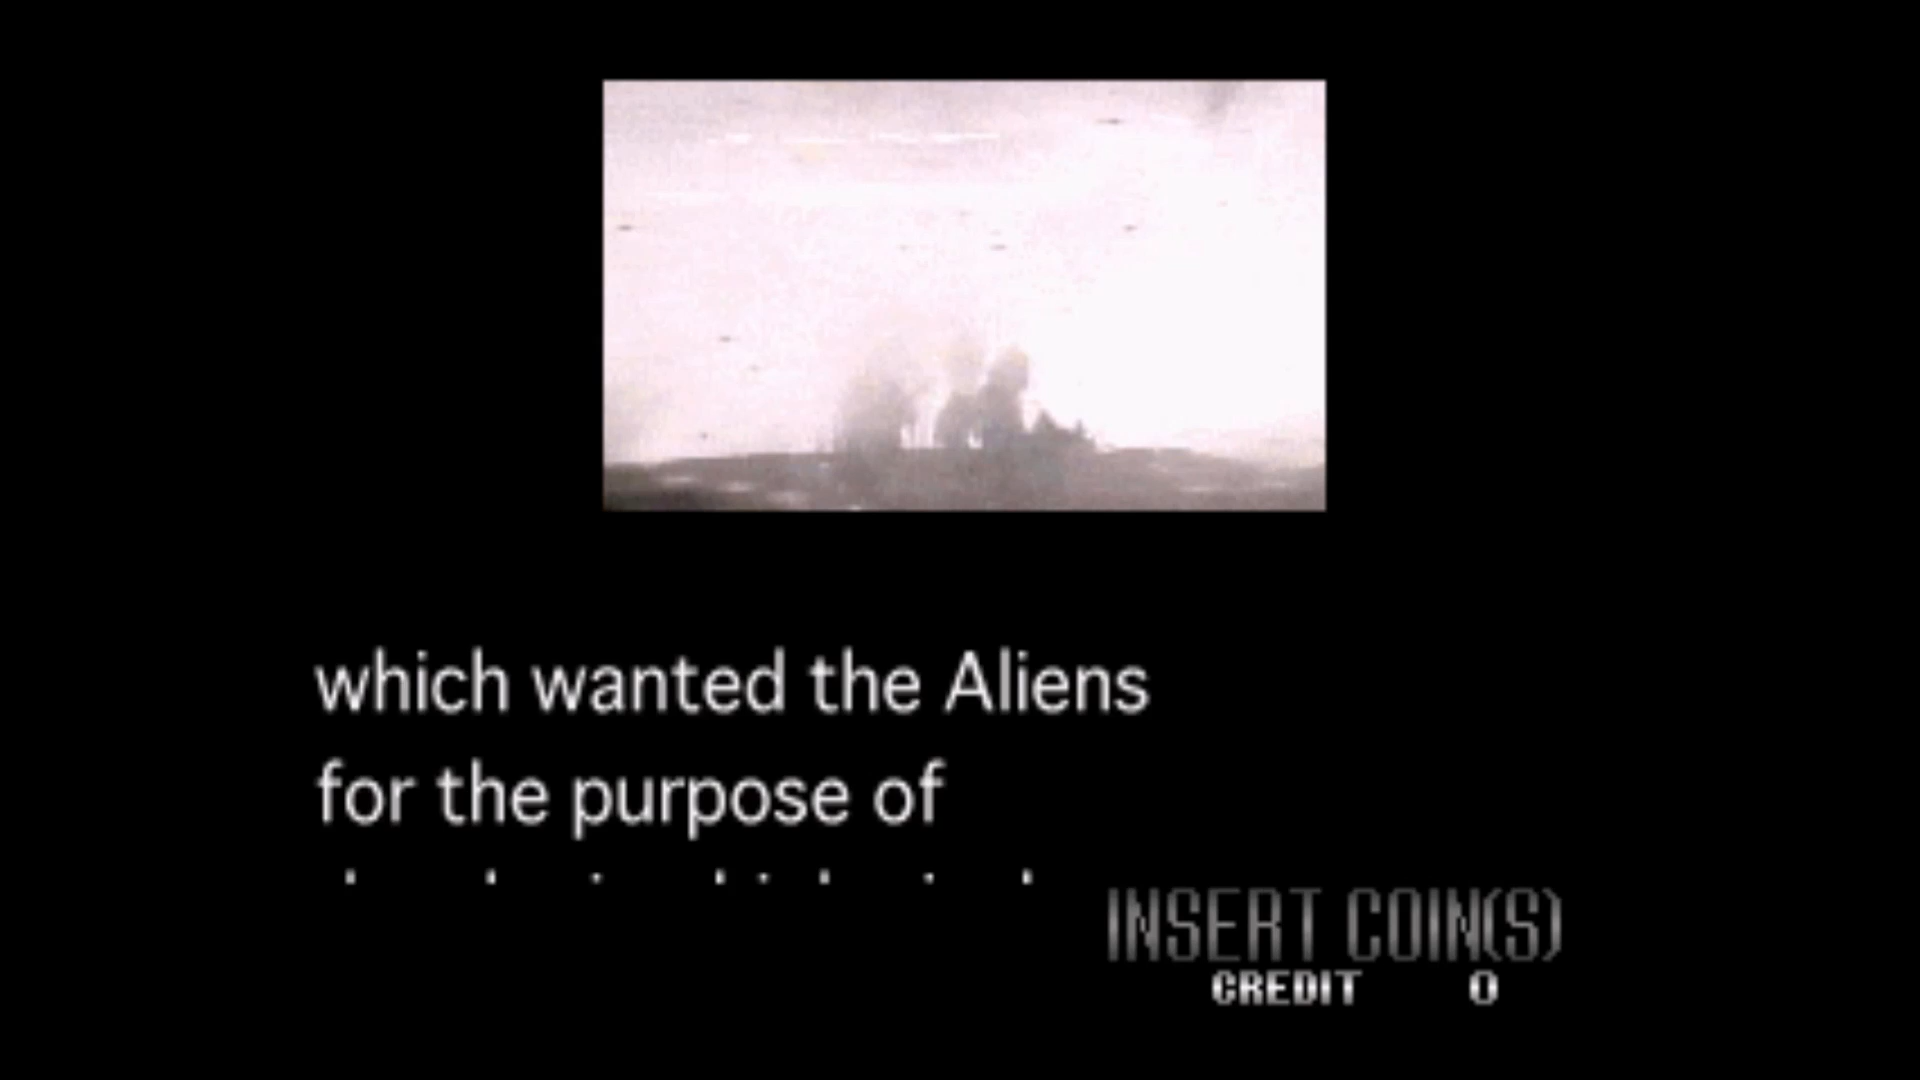 which wanted the Aliens
for the purpose of
INSERT COIN(S)
CREDIT 0